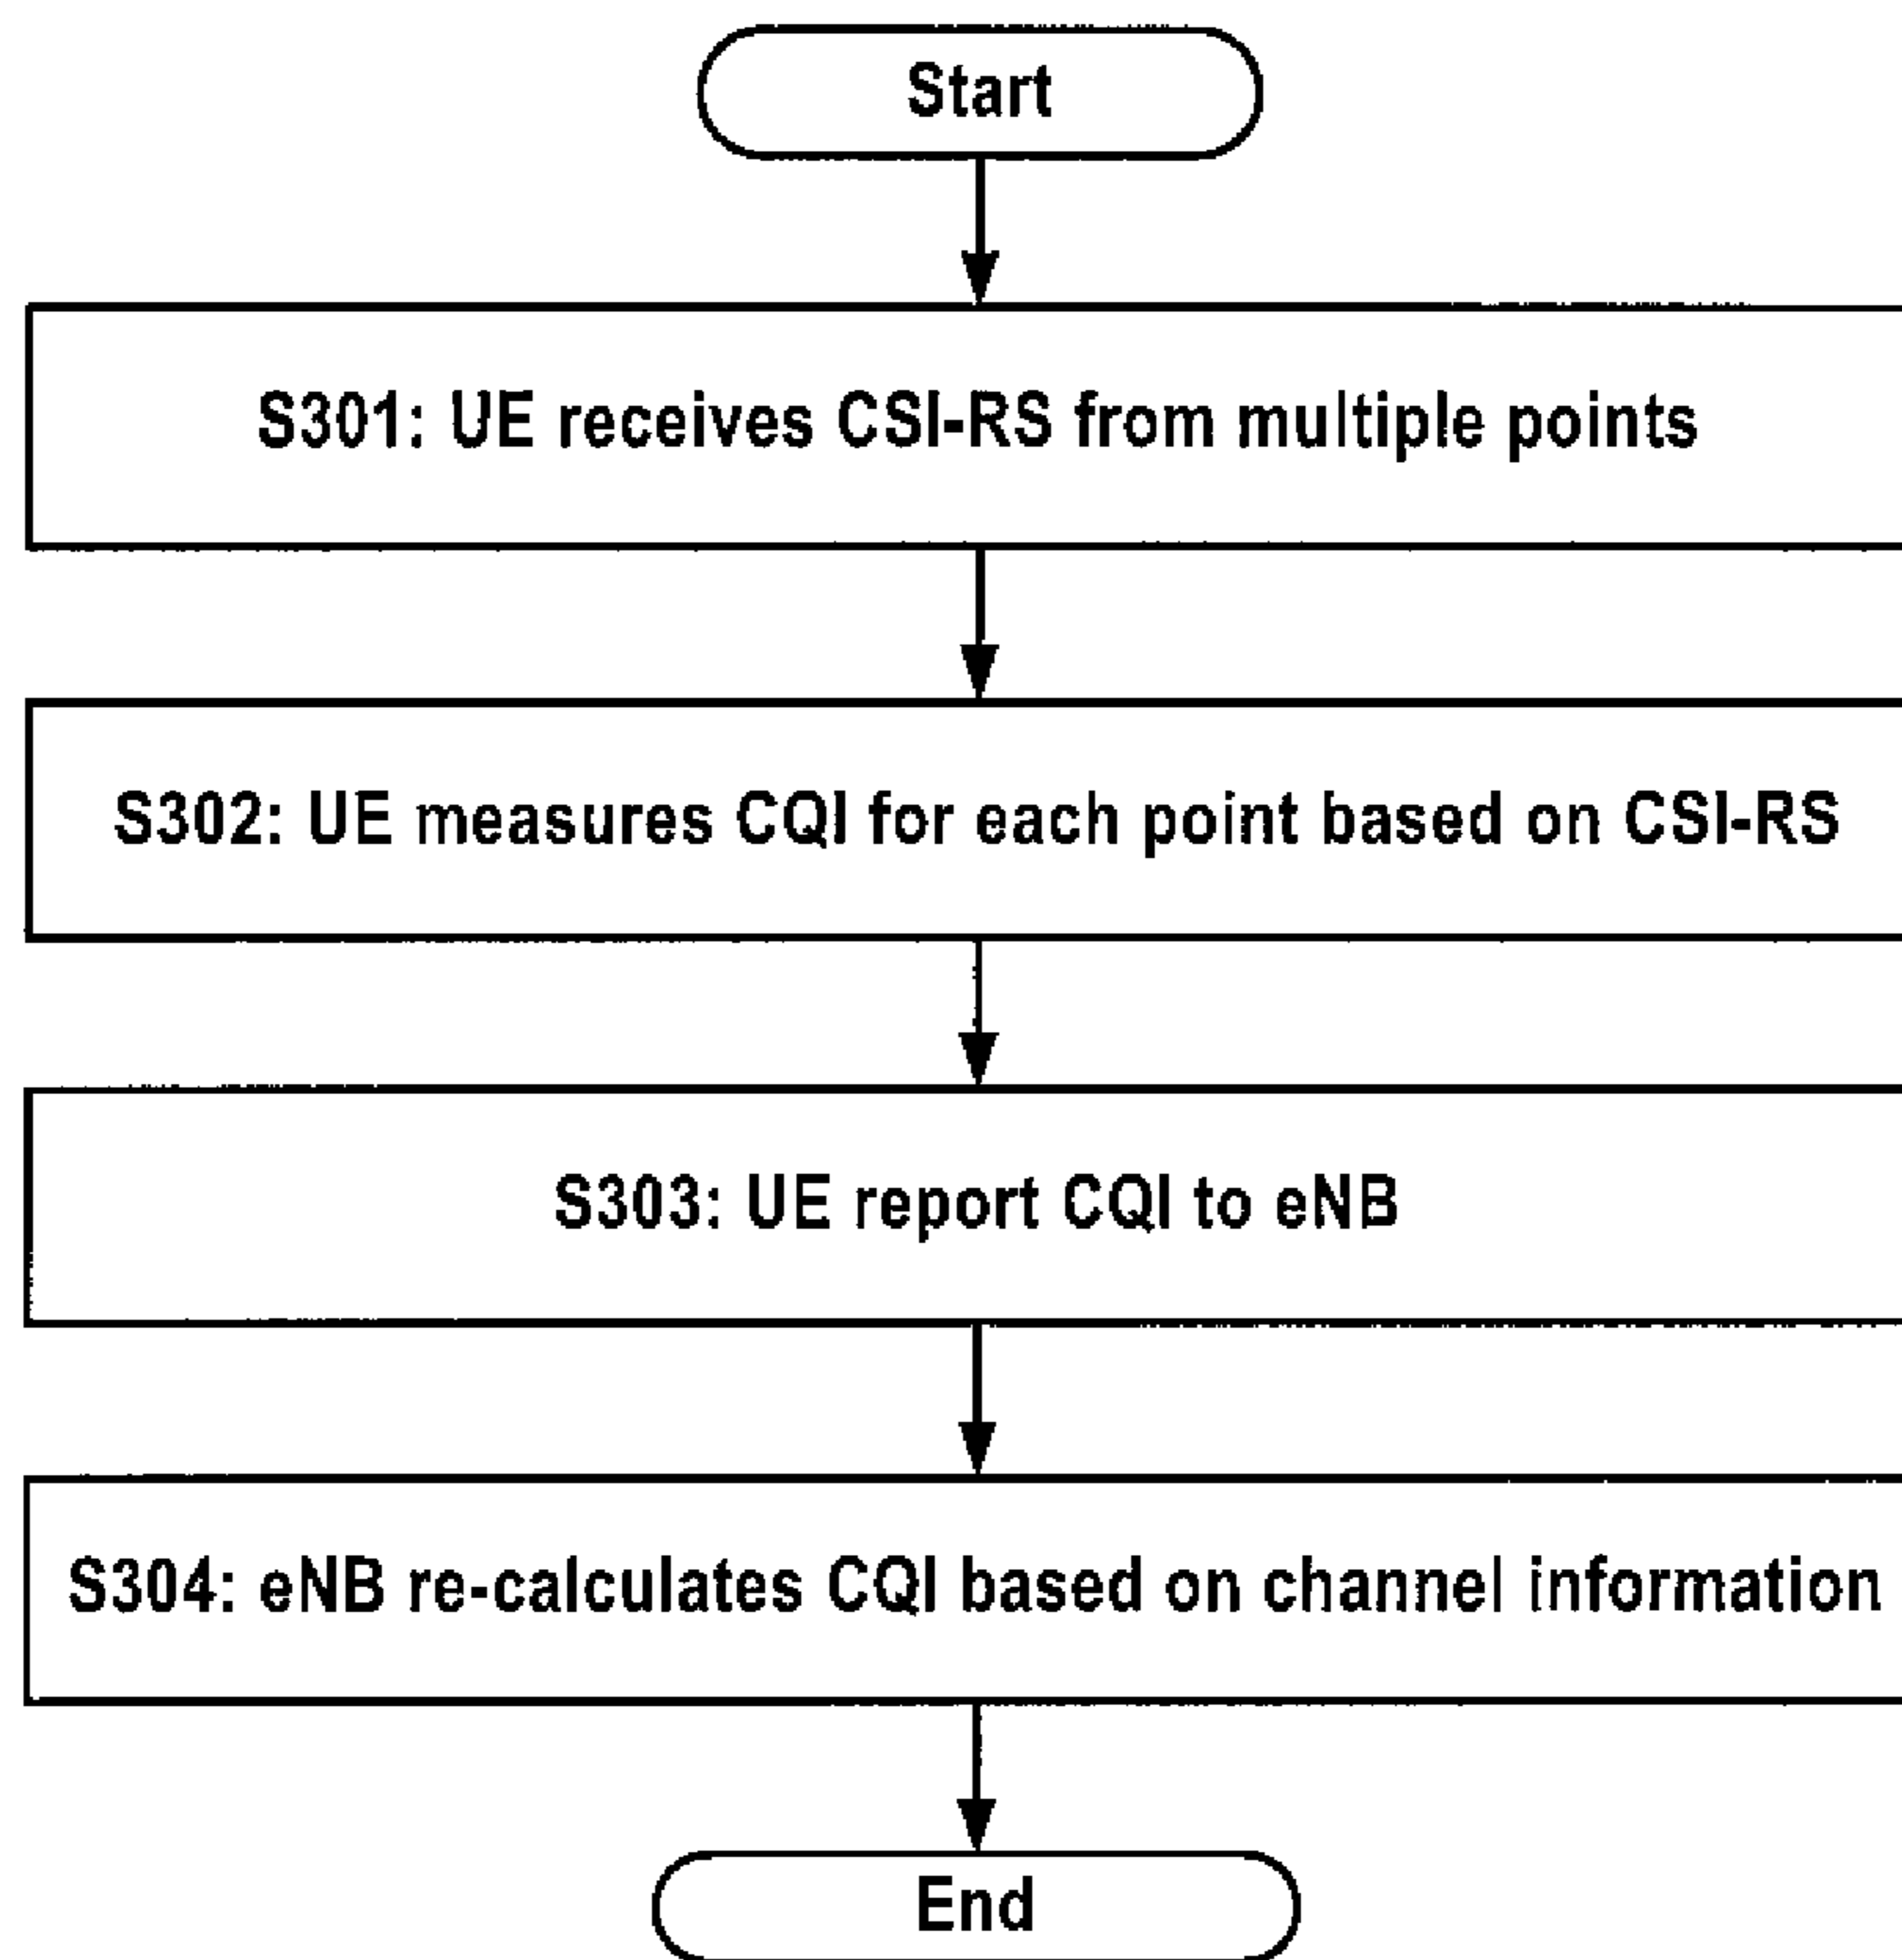 Start
S301: UE receives CSI-RS from multiple points
S302: UE measures CQI for each point based on CSI-RS
S303: UE report CQI to eNB
S304: eNB re-calculates CQI based on channel information
End